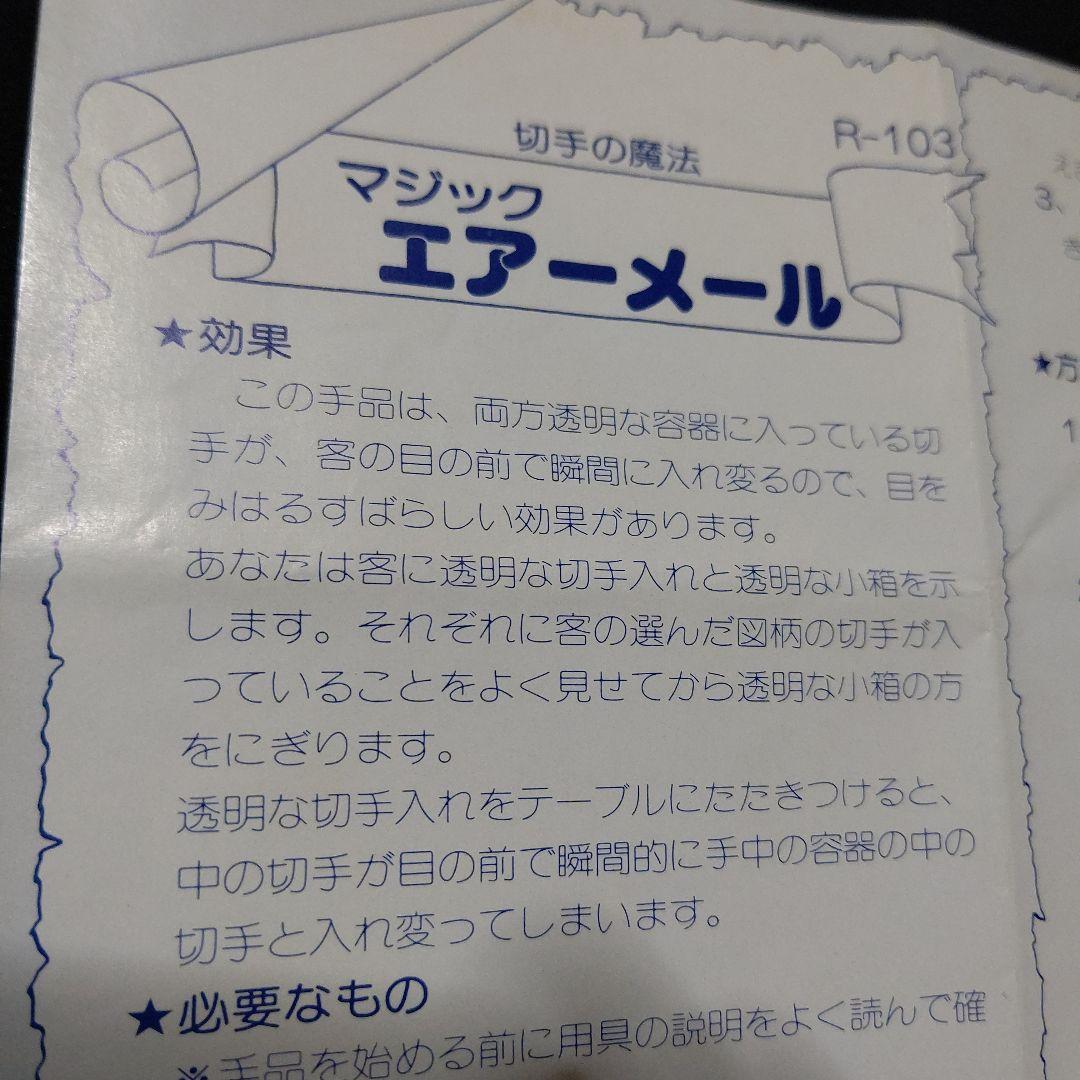 切手の魔法
R-103
マジック
エアーメール
★効果
この手品は、両方透明な容器に入っている切
手が、客の目の前で瞬間に入れ変るので、目を
みはるすばらしい効果があります。
あなたは客に透明な切手入れと透明な小箱を示
します。それぞれに客の選んだ図柄の切手が入
っていることをよく見せてから透明な小箱の方
をにぎります。
透明な切手入れをテーブルにたたきつけると、
中の切手が目の前で瞬間的に手中の容器の中の
切手と入れ変ってしまいます。
★必要なもの
※手品を始める前に用具の説明をよく読んで確
3、
★方
1